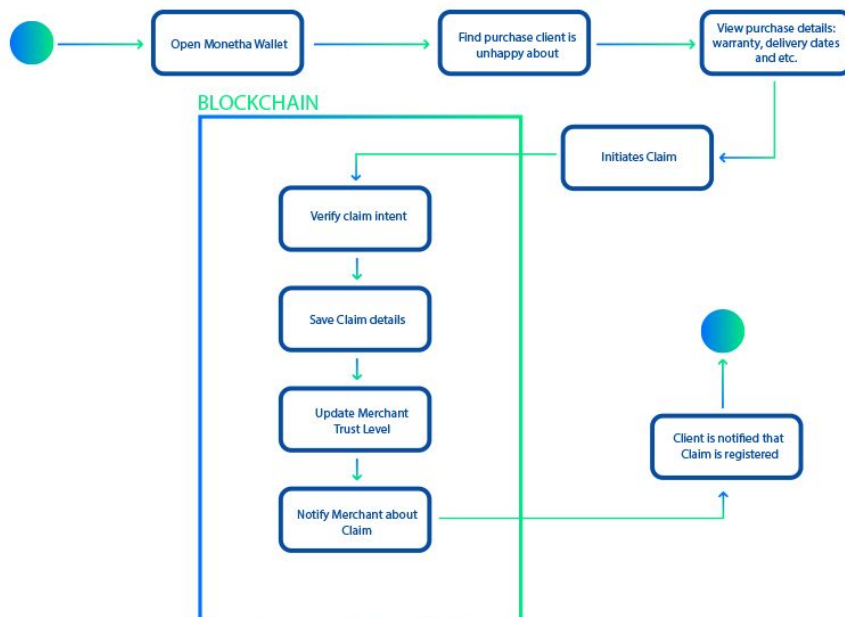 Open Monetha Wallet
Find purchase client is
unhappy about
View purchase details:
warranty, delivery dates
and etc.
BLOCKCHAIN
Initiates Claim
Verify claim intent
Save Claim details
Update Merchant
Trust Level
Notify Merchant about
Claim
Client is notified that
Claim is registered